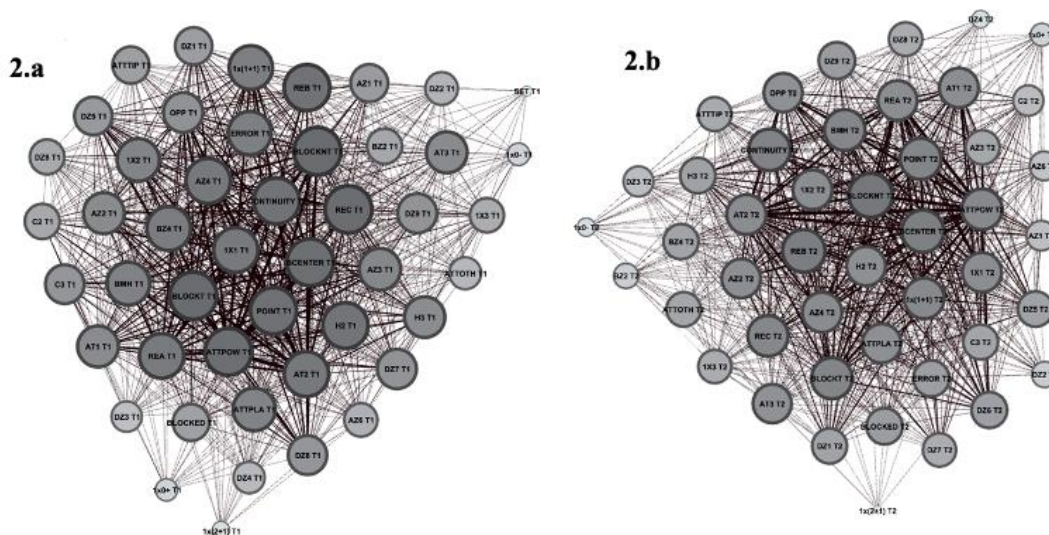 2.a
DZ1 T1
ATTTIP T1
1x(1+1) T1
REB T1
AZ1 T1
DZ2 T1
SET T1
DZ5 T1
OPP T1
ERROR T1
BLOCKNT T1
BZ2 T1
AT3 T1
1x0- T1
DZ8 T1
1X2 T1
AZ4 T1
CONTINUITY T1
REC T1
DZ9 T1
1X3 T1
C2 T1
AZ2 T1
BZ4 T1
1X1 T1
BCENTER T1
AZ3 T1
ATTOTH T1
C3 T1
BMH T1
BLOCKT T1
POINT T1
H2 T1
H3 T1
AT1 T1
REA T1
ATTPOW T1
AT2 T1
DZ7 T1
DZ3 T1
BLOCKED T1
ATTPLA T1
AZ6 T1
1x0+ T1
DZ4 T1
1x(2+1) T1
2.b
DZ4 T2
DZ8 T2
DZ9 T2
OPP T2
REA T2
AT1 T2
C2 T2
ATTTIP T2
BMH T2
CONTINUITY
POINT T2
AZ3 T2
DZ3 T2
H3 T2
1X2 T2
BLOCKNT T2
1x0- T2
AT2 T2
BCENTER T2
BZ4 T2
REB T2
H2 T2
1X1 T2
BZ2 T2
AZ2 T2
ATTOTH T2
AZ4 T2
1x(1+1) T2
DZ5 T2
REC T2
ATTPLA T2
C3 T2
1X3 T2
BLOCKT T2
ERROR T2
DZ2
AT3 T2
BLOCKED T2
DZ6 T2
DZ1 T2
DZ7 T2
1x(2+1) T2